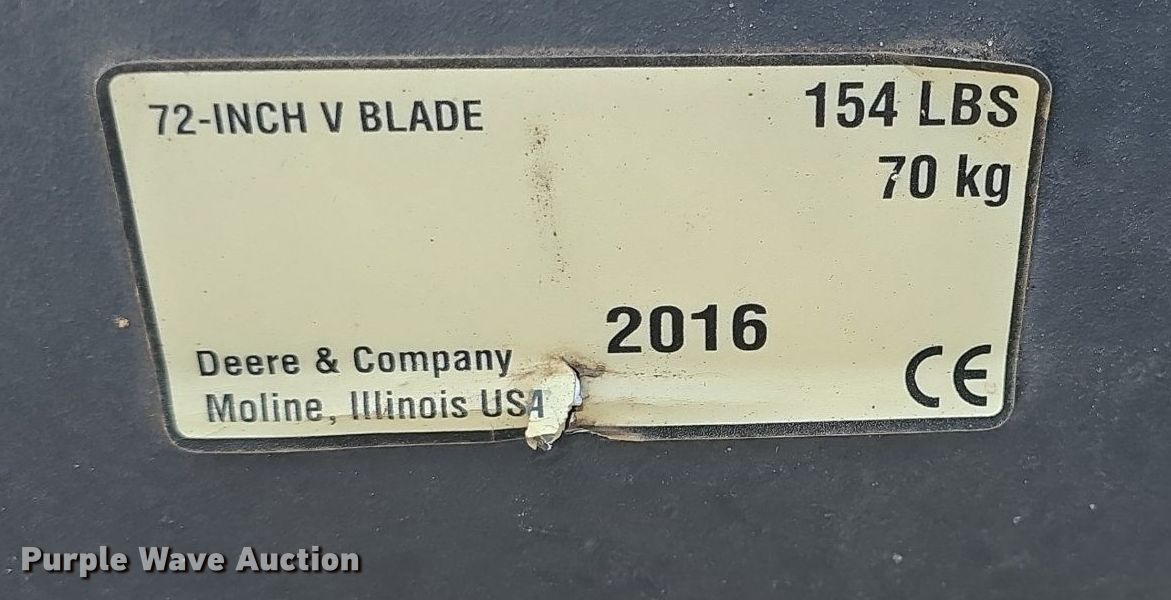 72-INCH V BLADE
154 LBS
70 kg
2016
Deere & Company
Moline, Illinois USA
CE
Purple Wave Auction